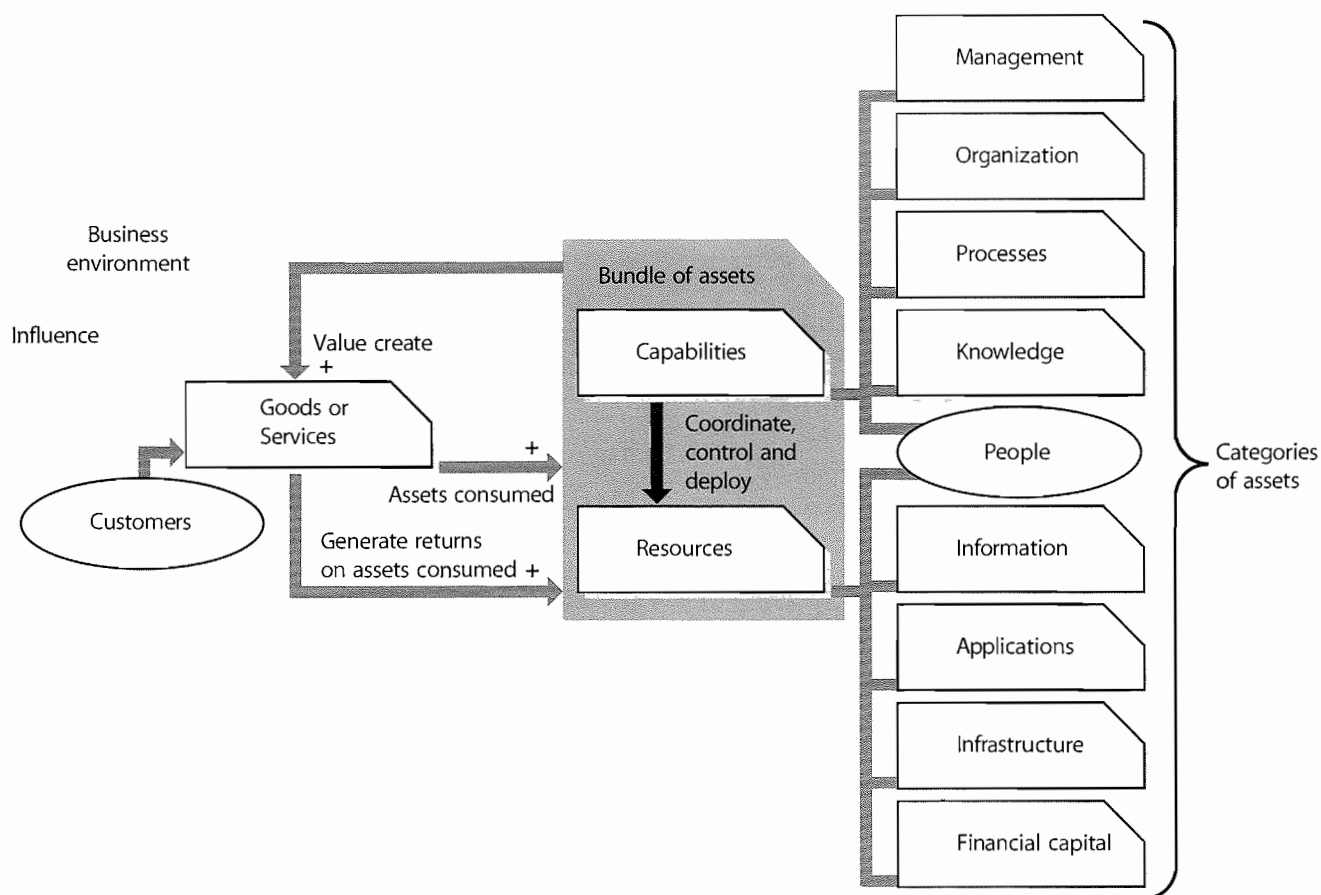 Management
Organization
Processes
Knowledge
People
Information
Applications
Infrastructure
Financial capital
Categories
of assets
Business
environment
Influence
Bundle of assets
Capabilities
Coordinate,
control and
deploy
Resources
Value create
+
Goods or
Services
+
Assets consumed
Customers
Generate returns
on assets consumed +